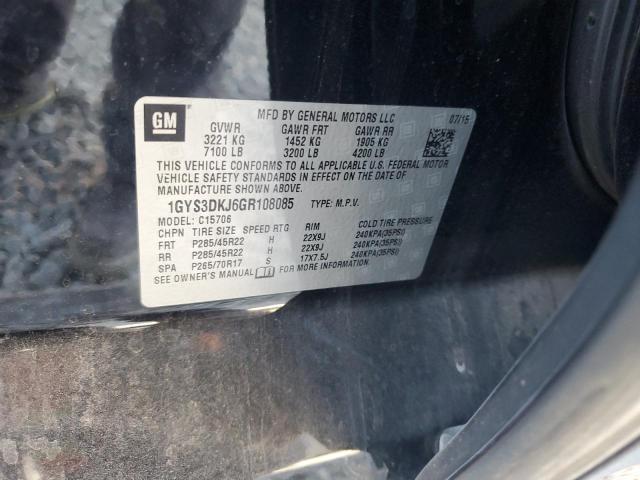 GM
MFD BY GENERAL MOTORS LLC 07/15
GVWR GAWR FRT GAWR RR
3221 KG 1452 KG 1905 KG
7100 LB 3200 LB 4200 LB
THIS VEHICLE CONFORMS TO ALL APPLICABLE U.S. FEDERAL MOTOR
VEHICLE SAFETY STANDARDS IN EFFECT ON THE DATE OF
MANUFACTURE SHOWN ABOVE.
1GYS3DKJ6GR108085 TYPE: M.P.V.
MODEL: C15706
CHPN TIRE SIZE SPEED RTG RIM COLD TIRE PRESSURE
FRT P285/45R22 H 22X9J 240KPA(35PSI)
RR P285/45R22 H 22X9J 240KPA(35PSI)
SPA P265/70R17 S 17X7.5J 240KPA(35PSI)
SEE OWNER'S MANUAL FOR MORE INFORMATION.